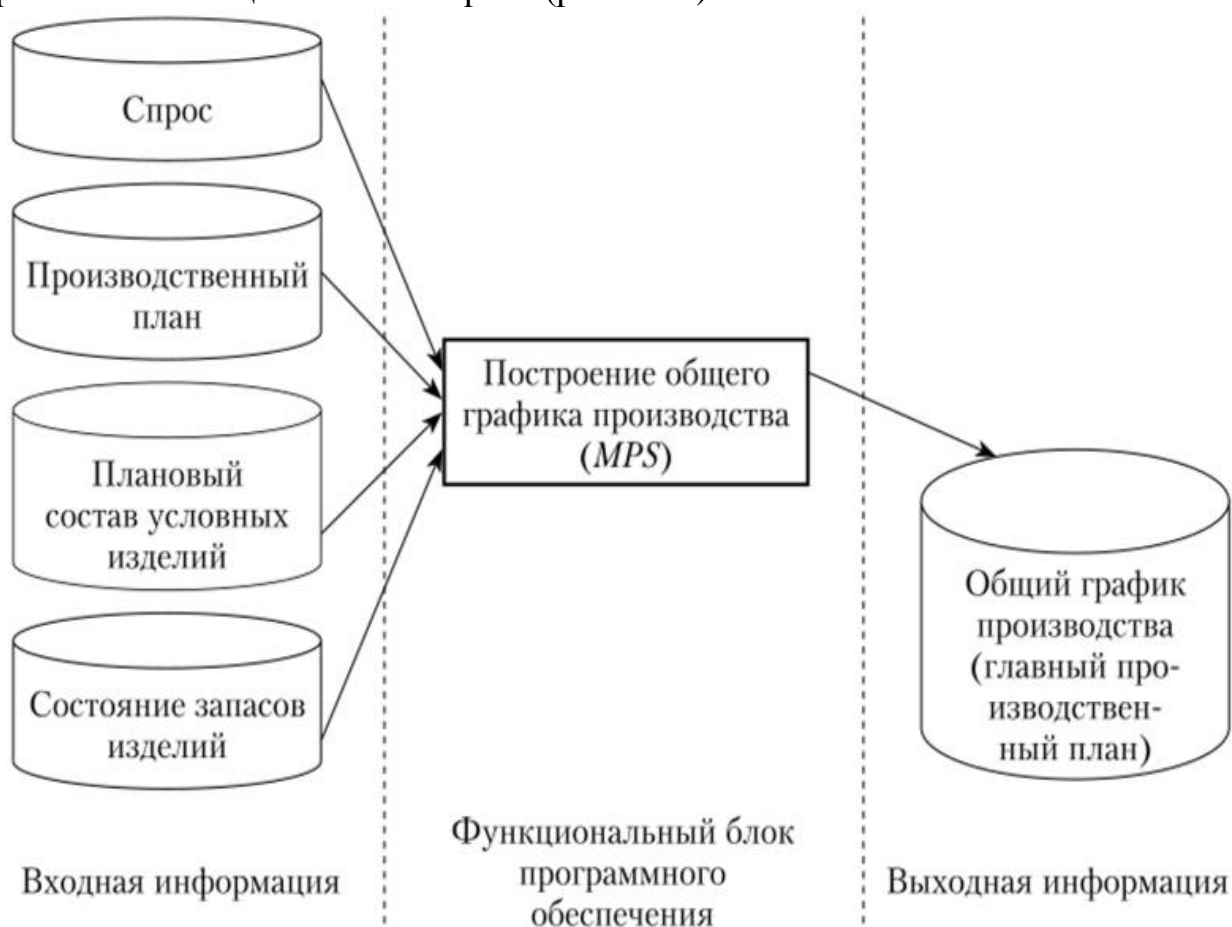 Спрос
Производственный
план
Плановый
состав условных
изделий
Состояние запасов
изделий
Построение общего
графика производства
(MPS)
Общий график
производства
(главный про-
изводствен-
ный план)
Входная информация
Функциональный блок
программного
обеспечения
Выходная информация